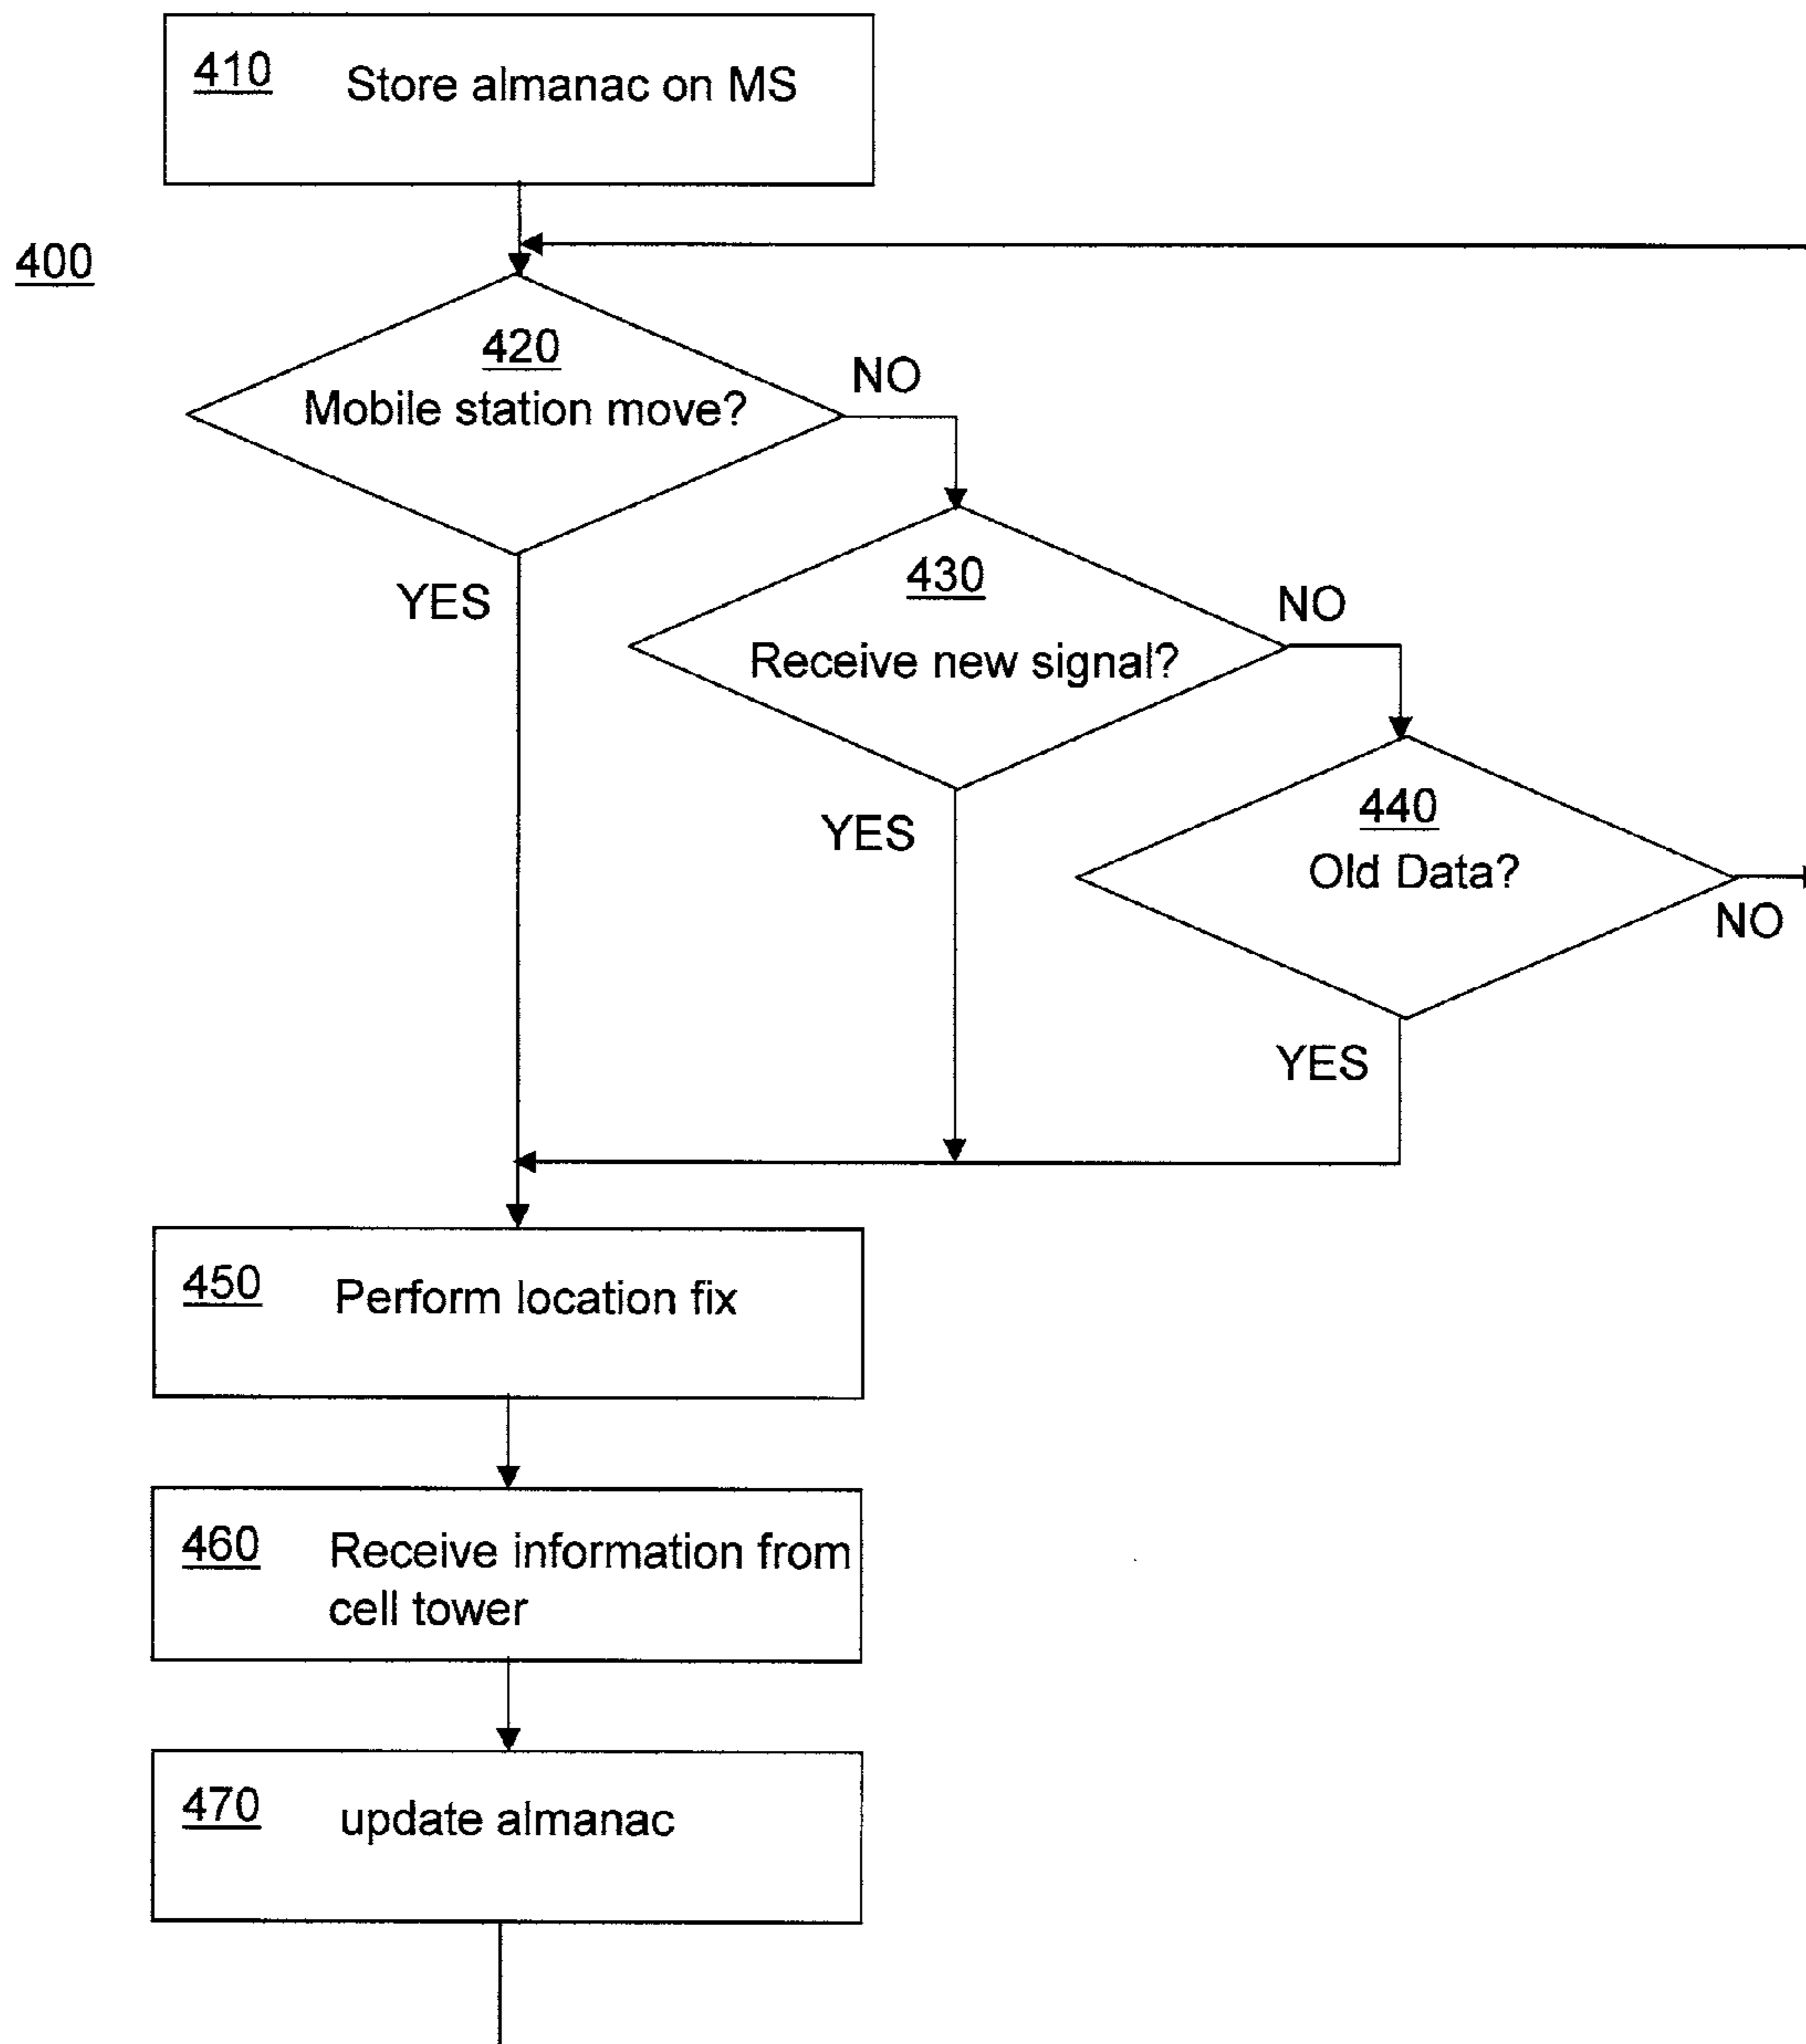 410 Store almanac on MS
400
420
Mobile station move?
NO
YES
430
Receive new signal?
NO
YES
440
Old Data?
NO
YES
450 Perform location fix
460 Receive information from
cell tower
470 update almanac